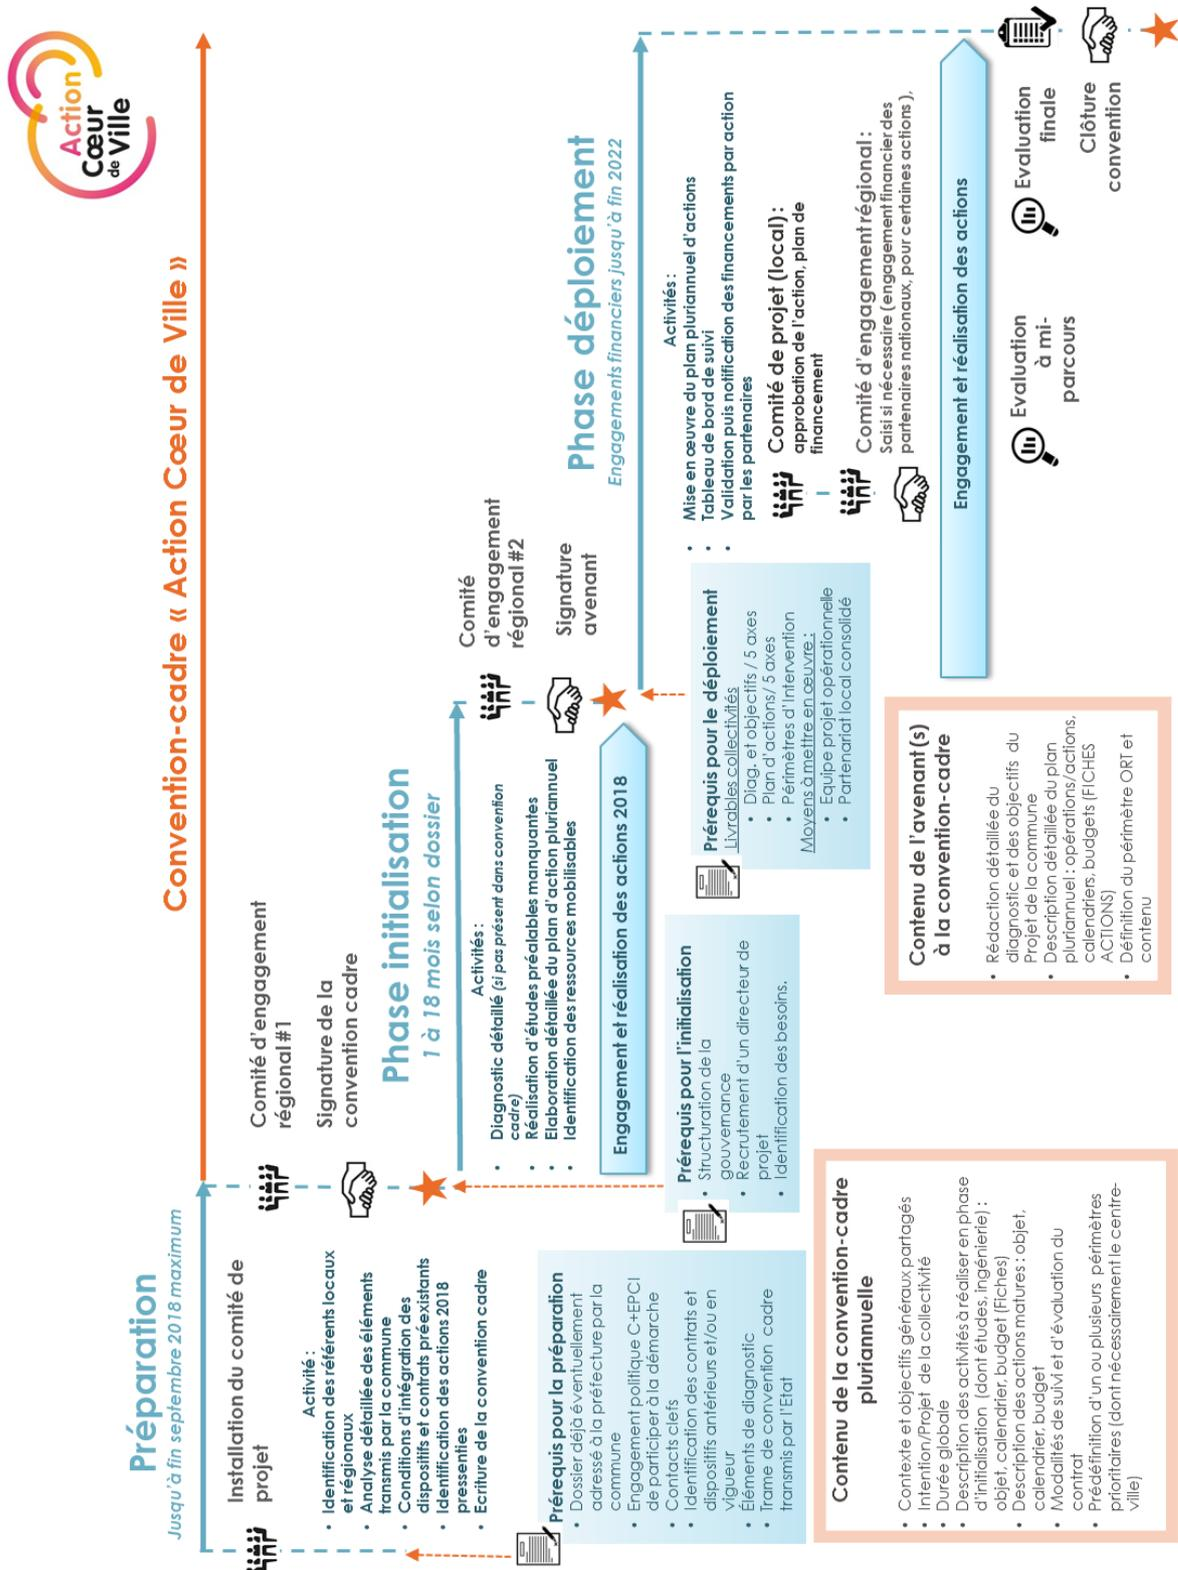 Action
Cœur
de Ville
Convention-cadre « Action Cœur de Ville »
Préparation
Jusqu'à fin septembre 2018 maximum
Installation du comité de
projet
Activité :
• Identification des référents locaux
et régionaux
• Analyse détaillée des éléments
transmis par la commune
• Conditions d'intégration des
dispositifs et contrats préexistants
• Identification des actions 2018
pressenties
• Ecriture de la convention cadre
Prérequis pour la préparation
• Dossier déjà éventuellement
adressé à la préfecture par la
commune
• Engagement politique C+EPCI
de participer à la démarche
• Contacts clefs
• Identification des contrats et
dispositifs antérieurs et/ou en
vigueur
• Eléments de diagnostic
• Trame de convention cadre
transmis par l'Etat
Contenu de la convention-cadre
pluriannuelle
• Contexte et objectifs généraux partagés
• Intention/Projet de la collectivité
• Durée globale
• Description des activités à réaliser en phase
d'initialisation (dont études, ingénierie) :
objet, calendrier, budget (Fiches)
• Description des actions matures : objet,
calendrier, budget
• Modalités de suivi et d'évaluation du
contrat
• Prédéfinition d'un ou plusieurs périmètres
prioritaires (dont nécessairement le centre-
ville)
Comité d'engagement
régional #1
Signature de la
convention cadre
Phase initialisation
1 à 18 mois selon dossier
Activités :
• Diagnostic détaillé (si pas présent dans convention
cadre)
• Réalisation d'études préalables manquantes
• Elaboration détaillée du plan d'action pluriannuel
• Identification des ressources mobilisables
Engagement et réalisation des actions 2018
Prérequis pour l'initialisation
• Structuration de la
gouvernance
• Recrutement d'un directeur de
projet
• Identification des besoins.
Comité
d'engagement
régional #2
Signature
avenant
Prérequis pour le déploiement
Livrables collectivités
• Diag. et objectifs / 5 axes
• Plan d'actions/ 5 axes
• Périmètres d'Intervention
Moyens à mettre en œuvre :
• Equipe projet opérationnelle
• Partenariat local consolidé
Contenu de l'avenant(s)
à la convention-cadre
• Rédaction détaillée du
diagnostic et des objectifs du
Projet de la commune
• Description détaillée du plan
pluriannuel : opérations/actions,
calendriers, budgets (FICHES
ACTIONS)
• Définition du périmètre ORT et
contenu
Phase déploiement
Engagements financiers jusqu'à fin 2022
Activités :
• Mise en œuvre du plan pluriannuel d'actions
• Tableau de bord de suivi
• Validation puis notification des financements par action
par les partenaires
Comité de projet (local) :
approbation de l'action, plan de
financement
Comité d'engagement régional :
Saisi si nécessaire (engagement financier des
partenaires nationaux, pour certaines actions ),
Engagement et réalisation des actions
Evaluation
à mi-
parcours
Evaluation
finale
Clôture
convention